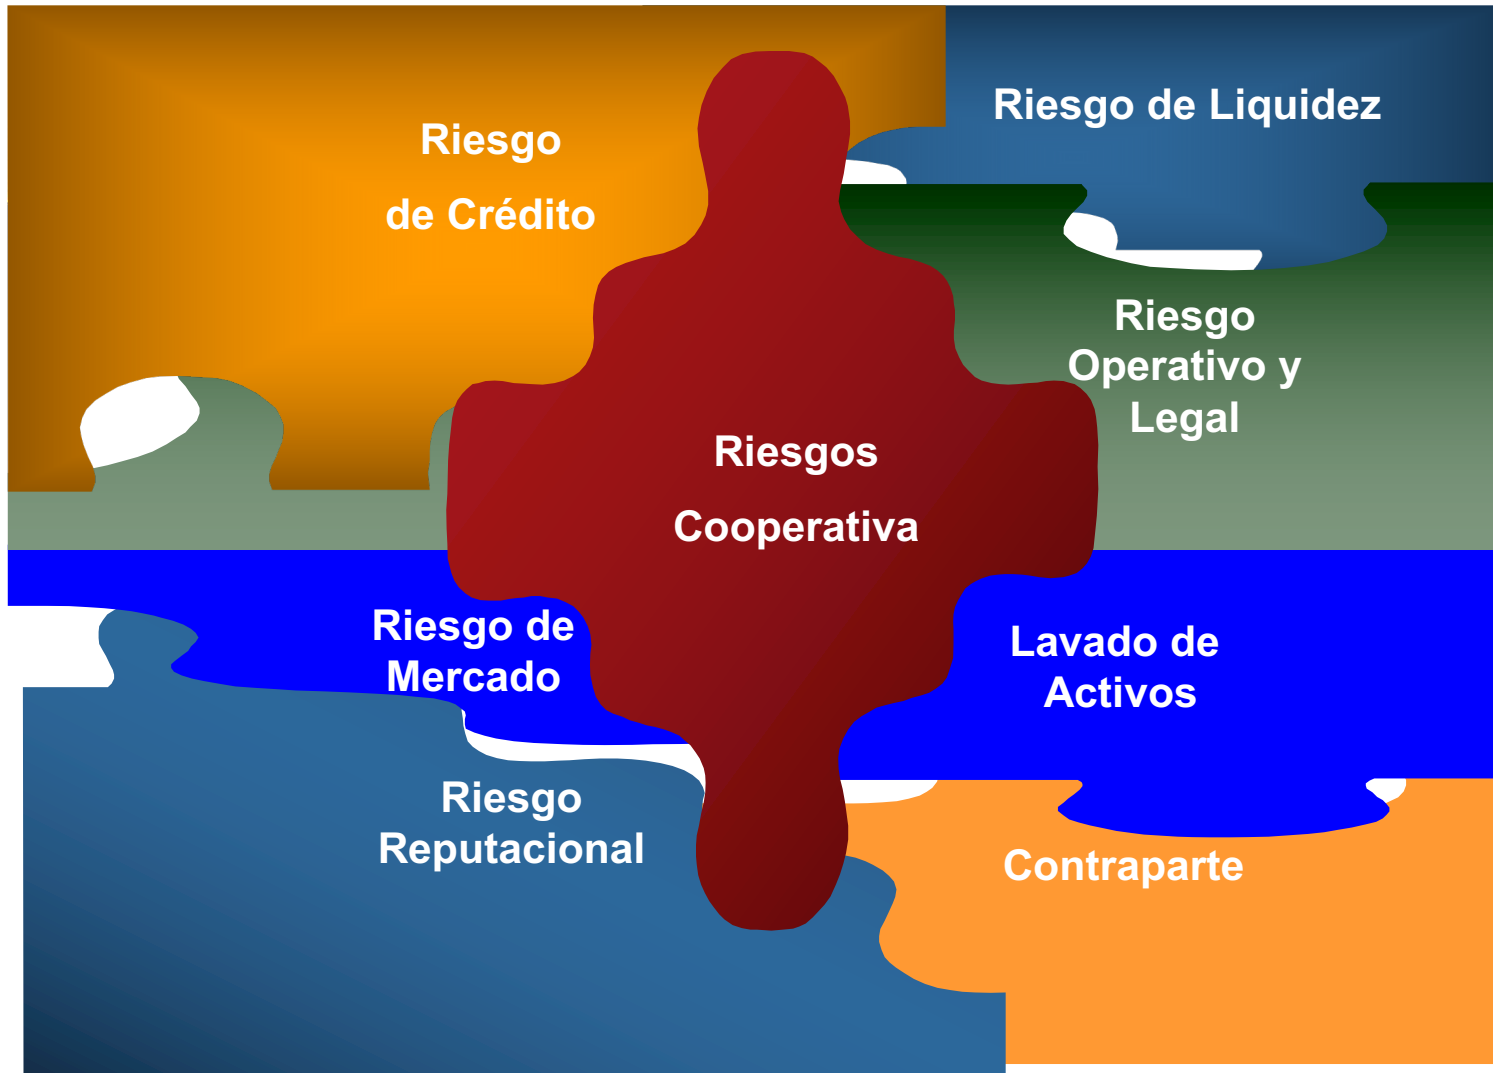 Riesgo
de Crédito
Riesgo de Liquidez
Riesgo
Operativo y
Legal
Riesgos
Cooperativa
Riesgo de
Mercado
Lavado de
Activos
Riesgo
Reputacional
Contraparte